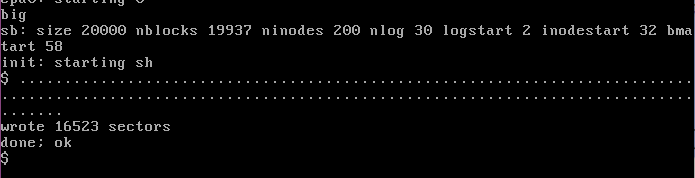 cpu0: starting 0
big
sb: size 20000 nblocks 19937 ninodes 200 nlog 30 logstart 2 inodestart 32 bma
tart 58
init: starting sh
$ ...........................................................................
.............................................................................
.......
wrote 16523 sectors
done; ok
$